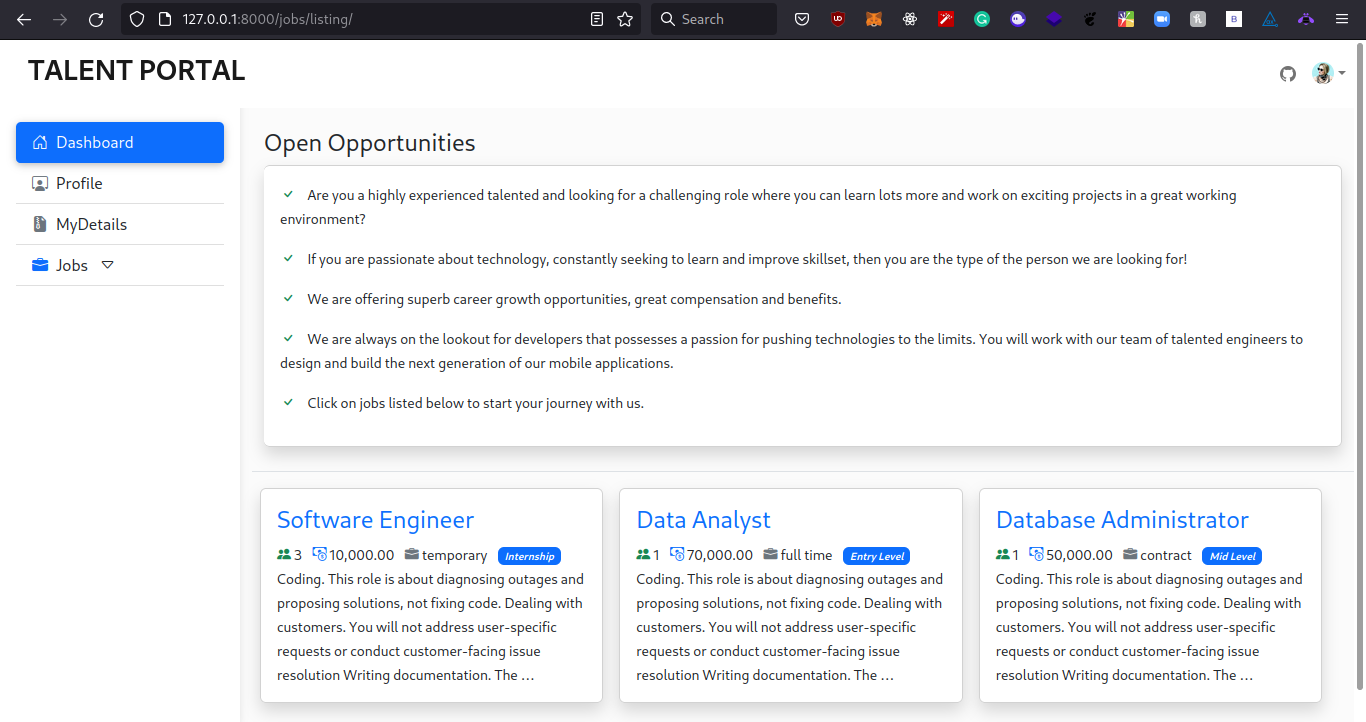 127.0.0.1:8000/jobs/listing/
Search
TALENT PORTAL
Dashboard
Profile
MyDetails
Jobs
Open Opportunities
Are you a highly experienced talented and looking for a challenging role where you can learn lots more and work on exciting projects in a great working
environment?
If you are passionate about technology, constantly seeking to learn and improve skillset, then you are the type of the person we are looking for!
We are offering superb career growth opportunities, great compensation and benefits.
We are always on the lookout for developers that possesses a passion for pushing technologies to the limits. You will work with our team of talented engineers to
design and build the next generation of our mobile applications.
Click on jobs listed below to start your journey with us.
Software Engineer
3 10,000.00 temporary Internship
Coding. This role is about diagnosing outages and
proposing solutions, not fixing code. Dealing with
customers. You will not address user-specific
requests or conduct customer-facing issue
resolution Writing documentation. The …
Data Analyst
1 70,000.00 full time Entry Level
Coding. This role is about diagnosing outages and
proposing solutions, not fixing code. Dealing with
customers. You will not address user-specific
requests or conduct customer-facing issue
resolution Writing documentation. The …
Database Administrator
1 50,000.00 contract Mid Level
Coding. This role is about diagnosing outages and
proposing solutions, not fixing code. Dealing with
customers. You will not address user-specific
requests or conduct customer-facing issue
resolution Writing documentation. The …